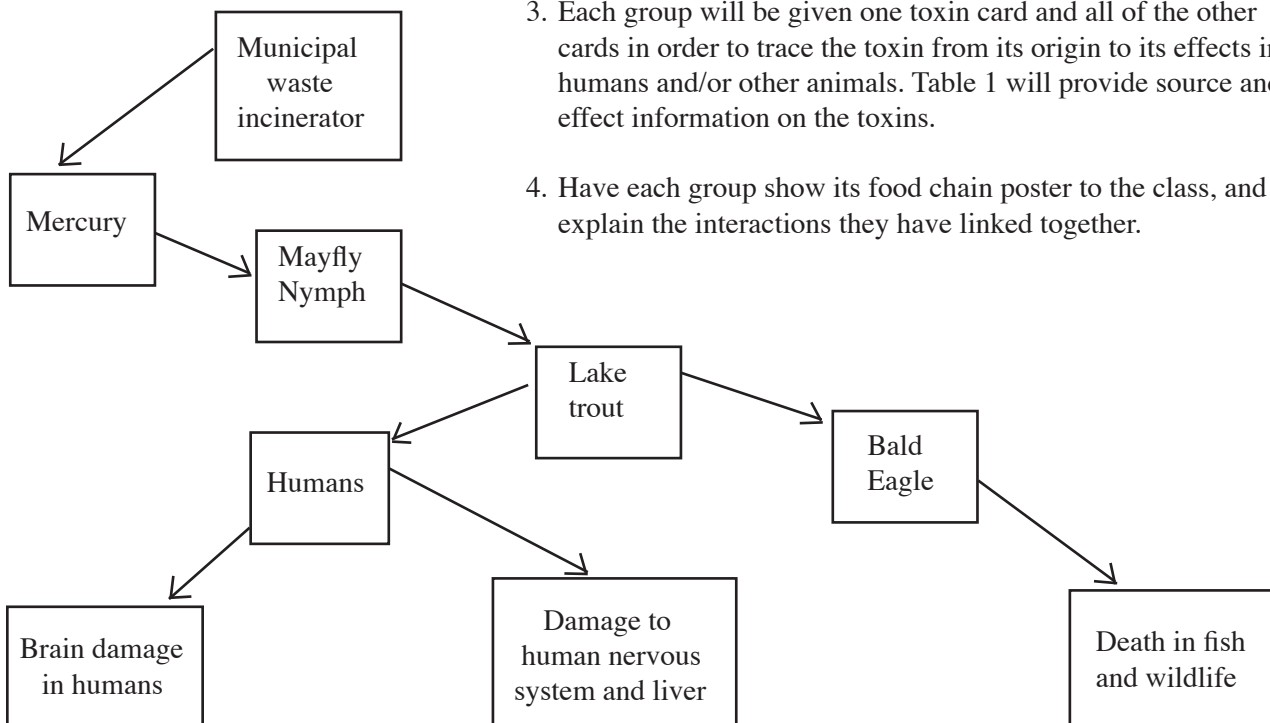 3. Each group will be given one toxin card and all of the other
cards in order to trace the toxin from its origin to its effects in
humans and/or other animals. Table 1 will provide source and
effect information on the toxins.
4. Have each group show its food chain poster to the class, and
explain the interactions they have linked together.
Municipal
waste
incinerator
Mercury
Mayfly
Nymph
Lake
trout
Bald
Eagle
Humans
Brain damage
in humans
Damage to
human nervous
system and liver
Death in fish
and wildlife